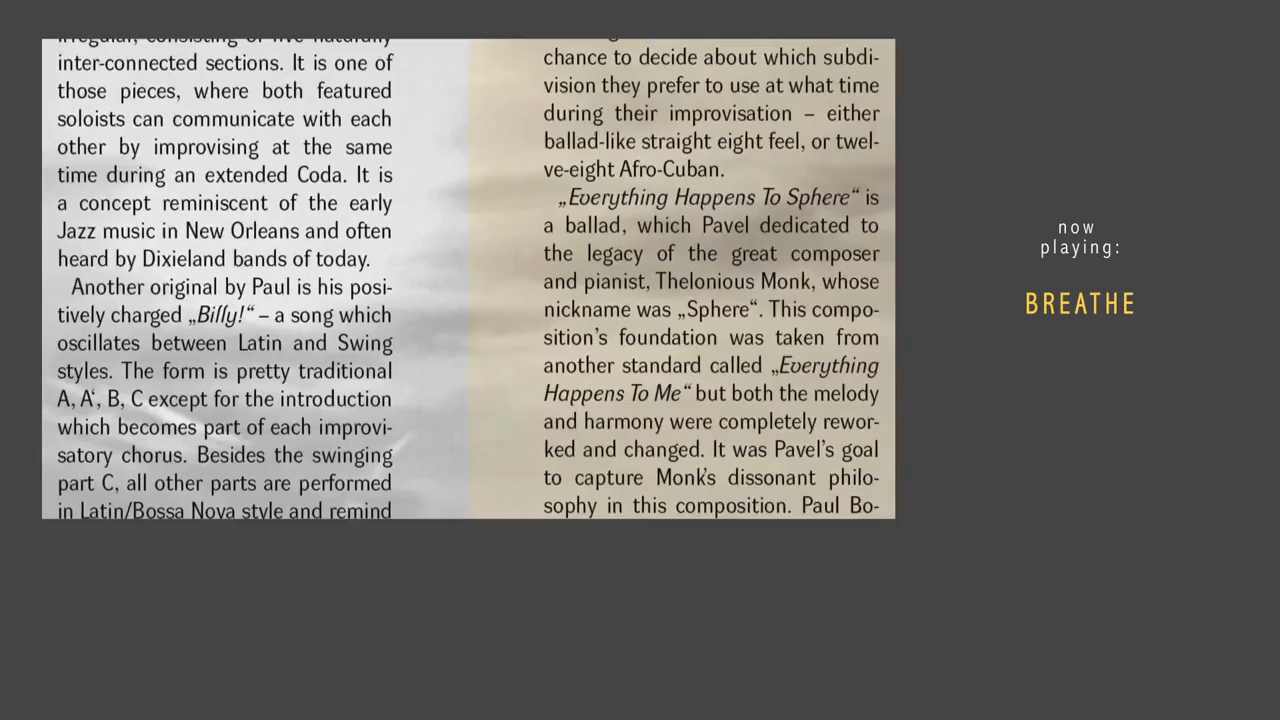 irregular, consisting of five naturally
inter-connected sections. It is one of
those pieces, where both featured
soloists can communicate with each
other by improvising at the same
time during an extended Coda. It is
a concept reminiscent of the early
Jazz music in New Orleans and often
heard by Dixieland bands of today.
Another original by Paul is his posi-
tively charged „Billy!“ – a song which
oscillates between Latin and Swing
styles. The form is pretty traditional
A, A‘, B, C except for the introduction
which becomes part of each improvi-
satory chorus. Besides the swinging
part C, all other parts are performed
in Latin/Bossa Nova style and remind
chance to decide about which subdi-
vision they prefer to use at what time
during their improvisation – either
ballad-like straight eight feel, or twel-
ve-eight Afro-Cuban.
„Everything Happens To Sphere“ is
a ballad, which Pavel dedicated to
the legacy of the great composer
and pianist, Thelonious Monk, whose
nickname was „Sphere“. This compo-
sition’s foundation was taken from
another standard called „Everything
Happens To Me“ but both the melody
and harmony were completely rewor-
ked and changed. It was Pavel’s goal
to capture Monk’s dissonant philo-
sophy in this composition. Paul Bo-
now
playing:
BREATHE